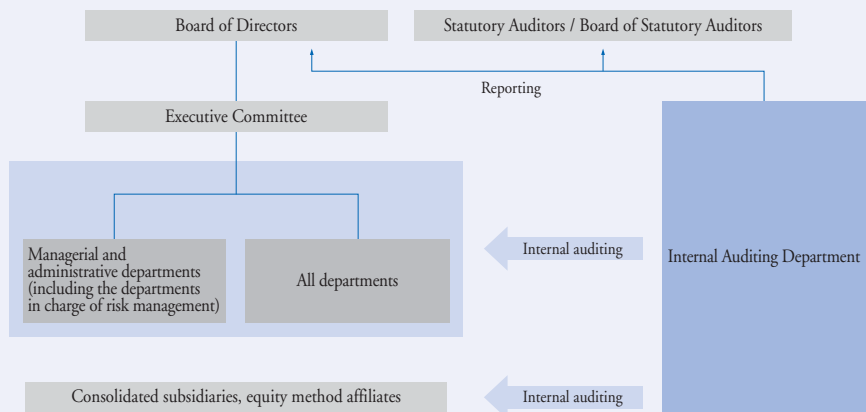 Board of Directors
Statutory Auditors / Board of Statutory Auditors
Reporting
Executive Committee
Managerial and
administrative departments
(including the departments
in charge of risk management)
All departments
Internal auditing
Internal Auditing Department
Consolidated subsidiaries, equity method affiliates
Internal auditing